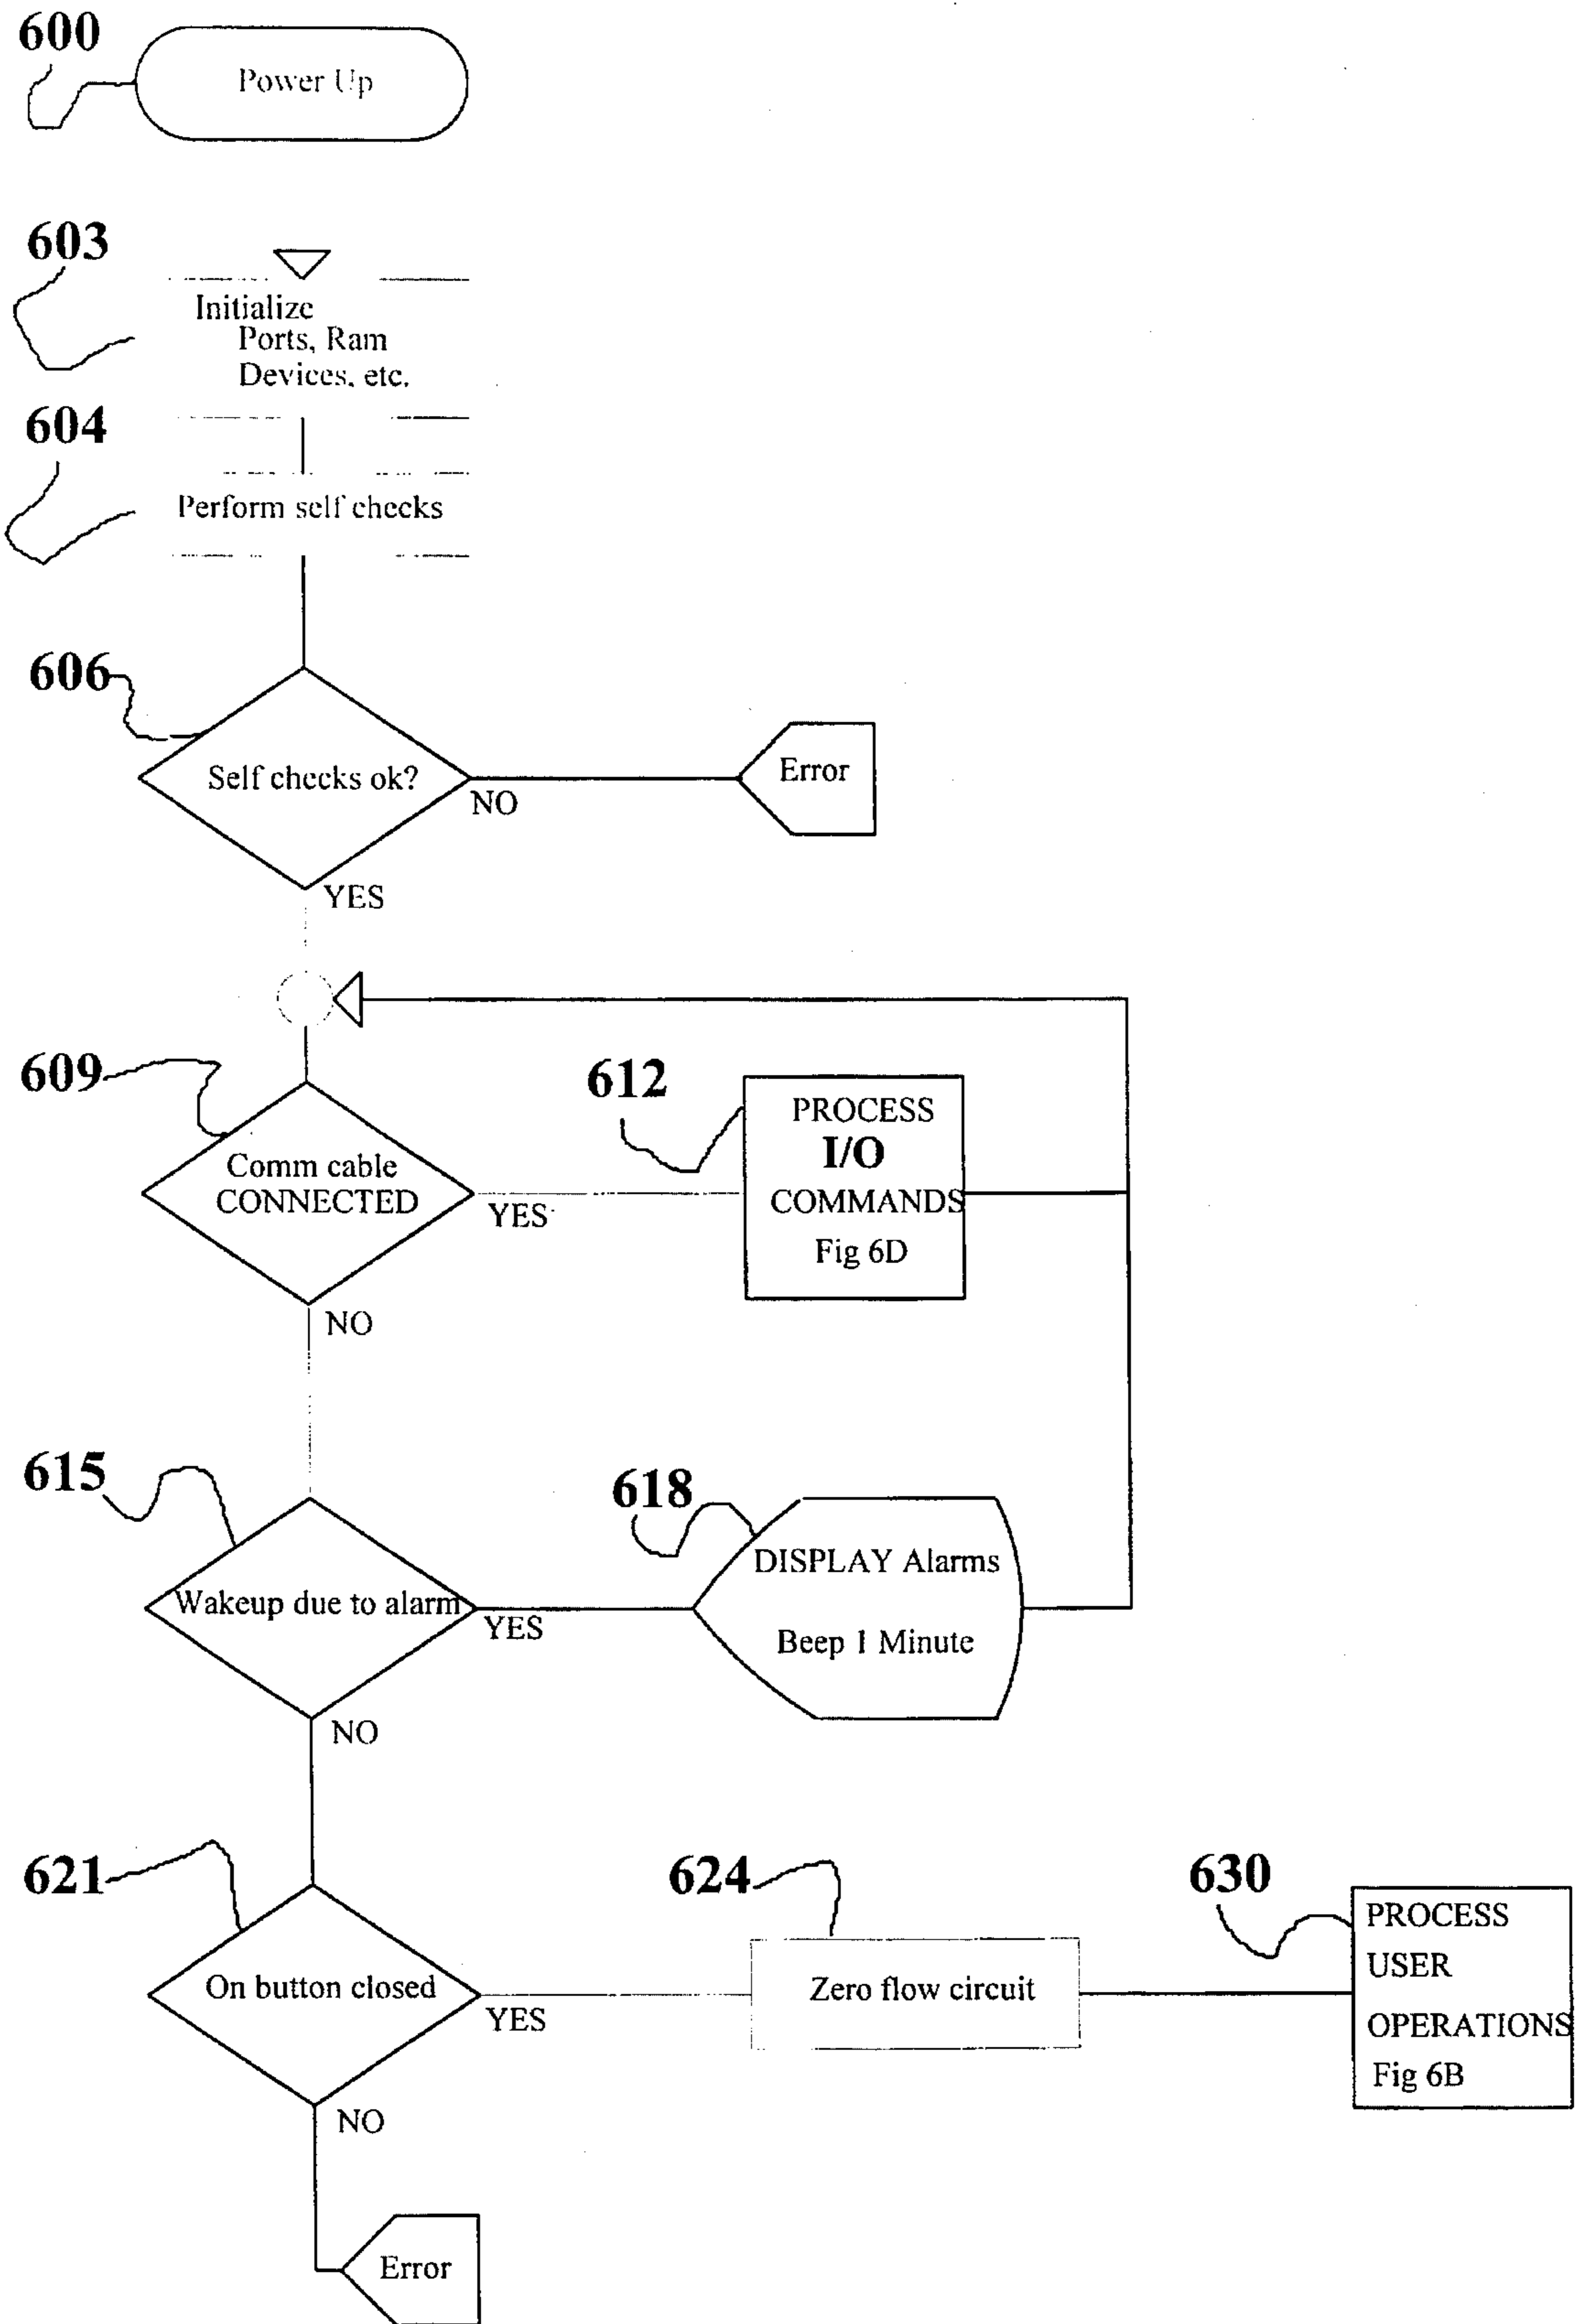 600
Power Up
603
Initialize
Ports, Ram
Devices, etc.
604
Perform self checks
606
Self checks ok?
NO
Error
YES
609
Comm cable
CONNECTED
YES
612
PROCESS
I/O
COMMANDS
Fig 6D
NO
615
Wakeup due to alarm
YES
618
DISPLAY Alarms
Beep 1 Minute
NO
621
On button closed
YES
624
Zero flow circuit
630
PROCESS
USER
OPERATIONS
Fig 6B
NO
Error